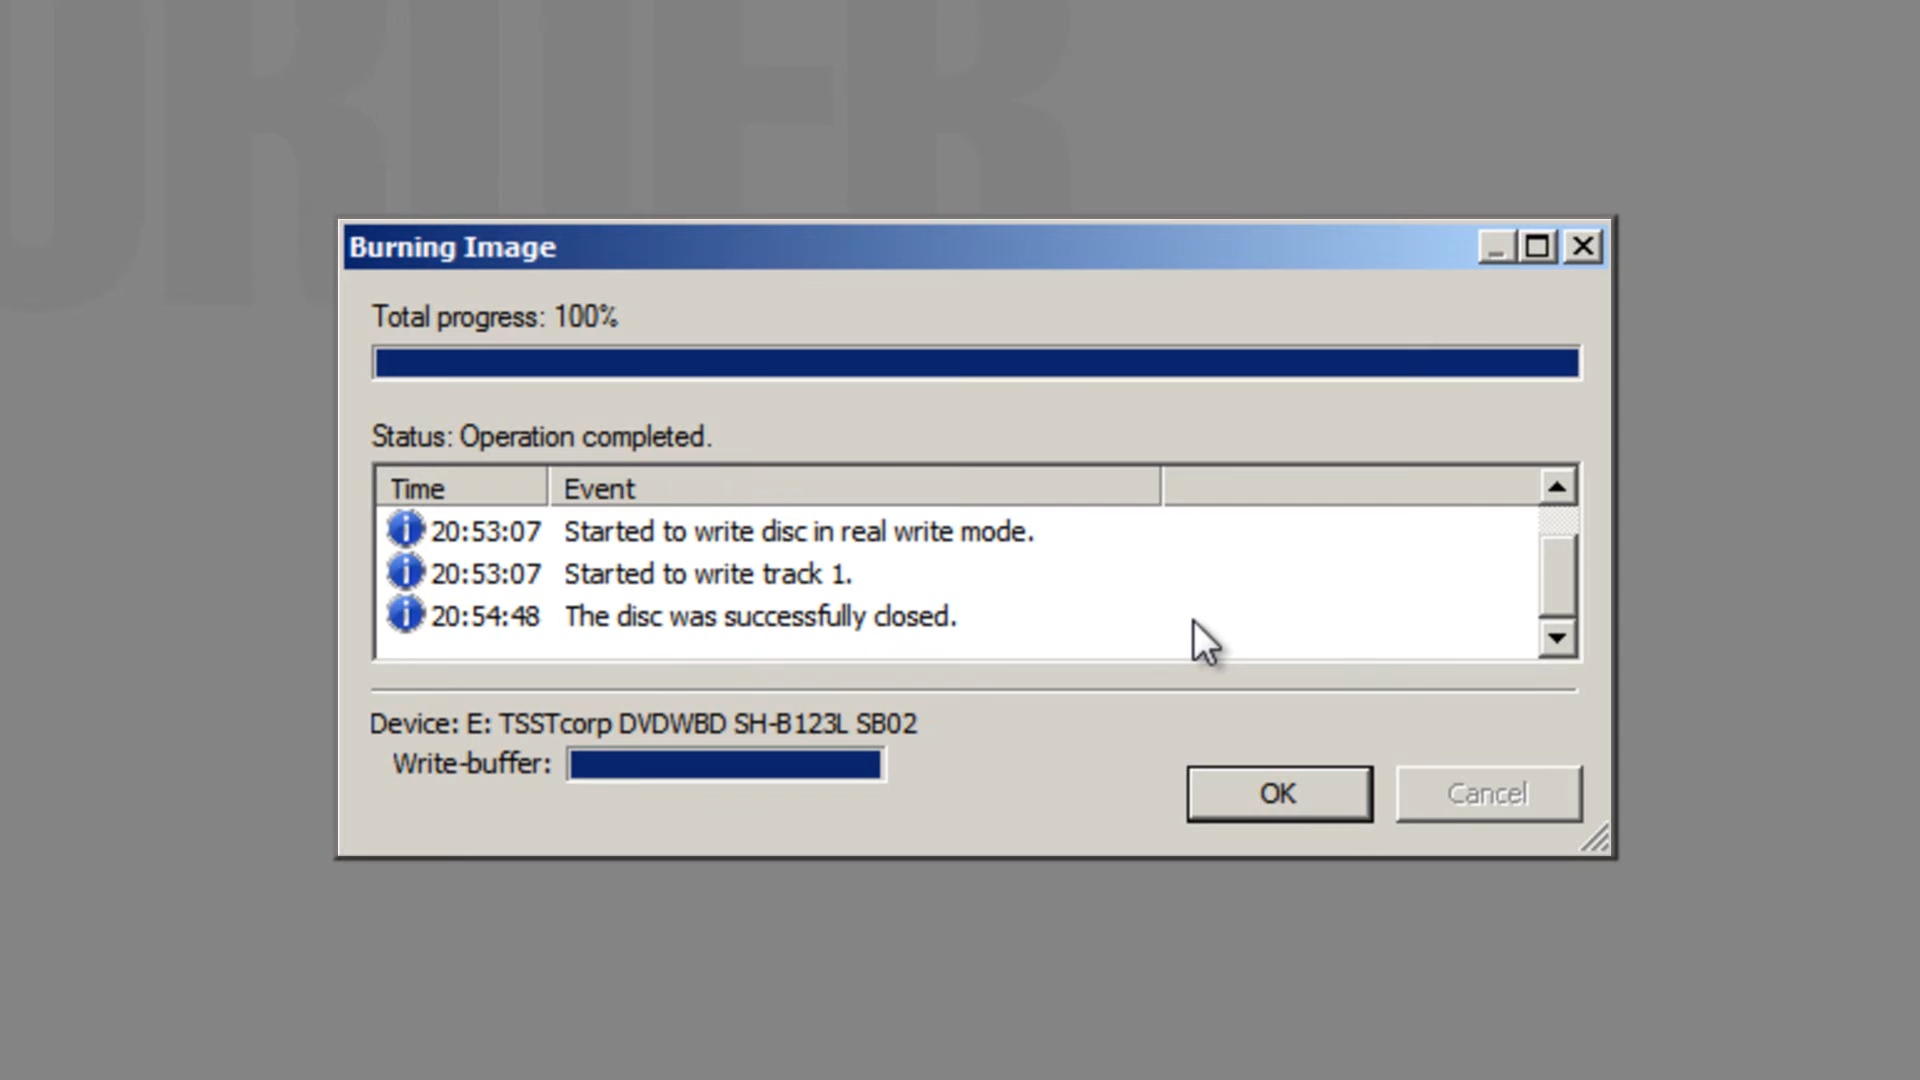 Burning Image
Total progress: 100%
Status: Operation completed.
Time Event
20:53:07 Started to write disc in real write mode.
20:53:07 Started to write track 1.
20:54:48 The disc was successfully closed.
Device: E: TSSTcorp DVDWBD SH-B123L SB02
Write-buffer:
OK Cancel